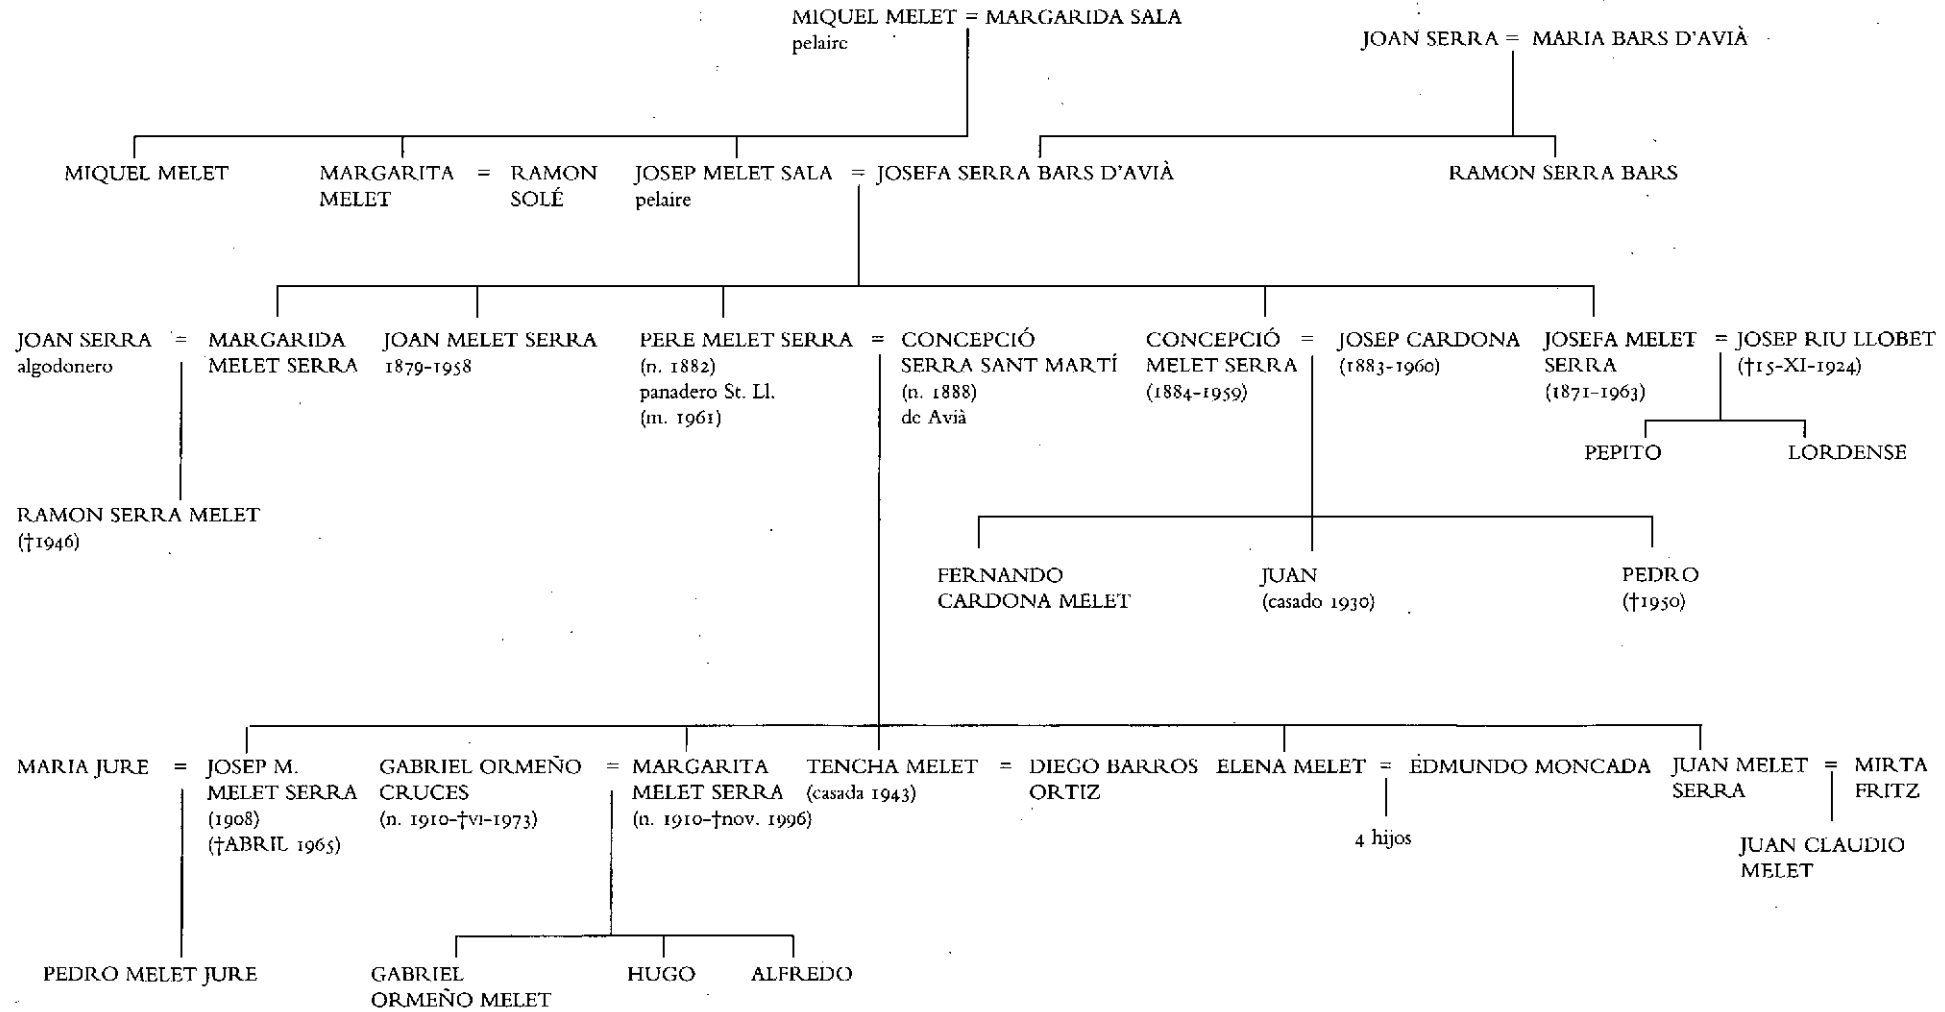 MIQUEL MELET = MARGARIDA SALA
pelaire
JOAN SERRA = MARIA BARS D'AVIÀ
MIQUEL MELET
MARGARITA
MELET
=
RAMON
SOLÉ
JOSEP MELET SALA
pelaire
=
JOSEFA SERRA BARS D'AVIÀ
RAMON SERRA BARS
JOAN SERRA
algodonero
=
MARGARIDA
MELET SERRA
JOAN MELET SERRA
1879-1958
PERE MELET SERRA
(n. 1882)
panadero St. Ll.
(m. 1961)
=
CONCEPCIÓ
SERRA SANT MARTÍ
(n. 1888)
de Avià
CONCEPCIÓ
MELET SERRA
(1884-1959)
=
JOSEP CARDONA
(1883-1960)
JOSEFA MELET
SERRA
(1871-1963)
=
JOSEP RIU LLOBET
(†15-XI-1924)
PEPITO
LORDENSE
RAMON SERRA MELET
(†1946)
FERNANDO
CARDONA MELET
JUAN
(casado 1930)
PEDRO
(†1950)
MARIA JURE
=
JOSEP M.
MELET SERRA
(1908)
(†ABRIL 1965)
GABRIEL ORMEÑO
CRUCES
(n. 1910-†VI-1973)
=
MARGARITA
MELET SERRA
(n. 1910-†nov. 1996)
TENCHA MELET
(casada 1943)
=
DIEGO BARROS
ORTIZ
ELENA MELET = EDMUNDO MONCADA
4 hijos
JUAN MELET
SERRA
=
MIRTA
FRITZ
JUAN CLAUDIO
MELET
PEDRO MELET JURE
GABRIEL
ORMEÑO MELET
HUGO
ALFREDO